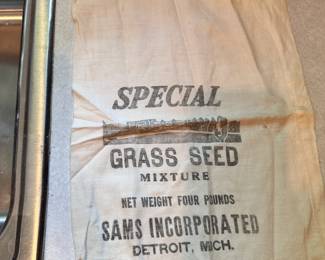 SPECIAL
GRASS SEED
MIXTURE
NET WEIGHT FOUR POUNDS
SAMS INCORPORATED
DETROIT, MICH.